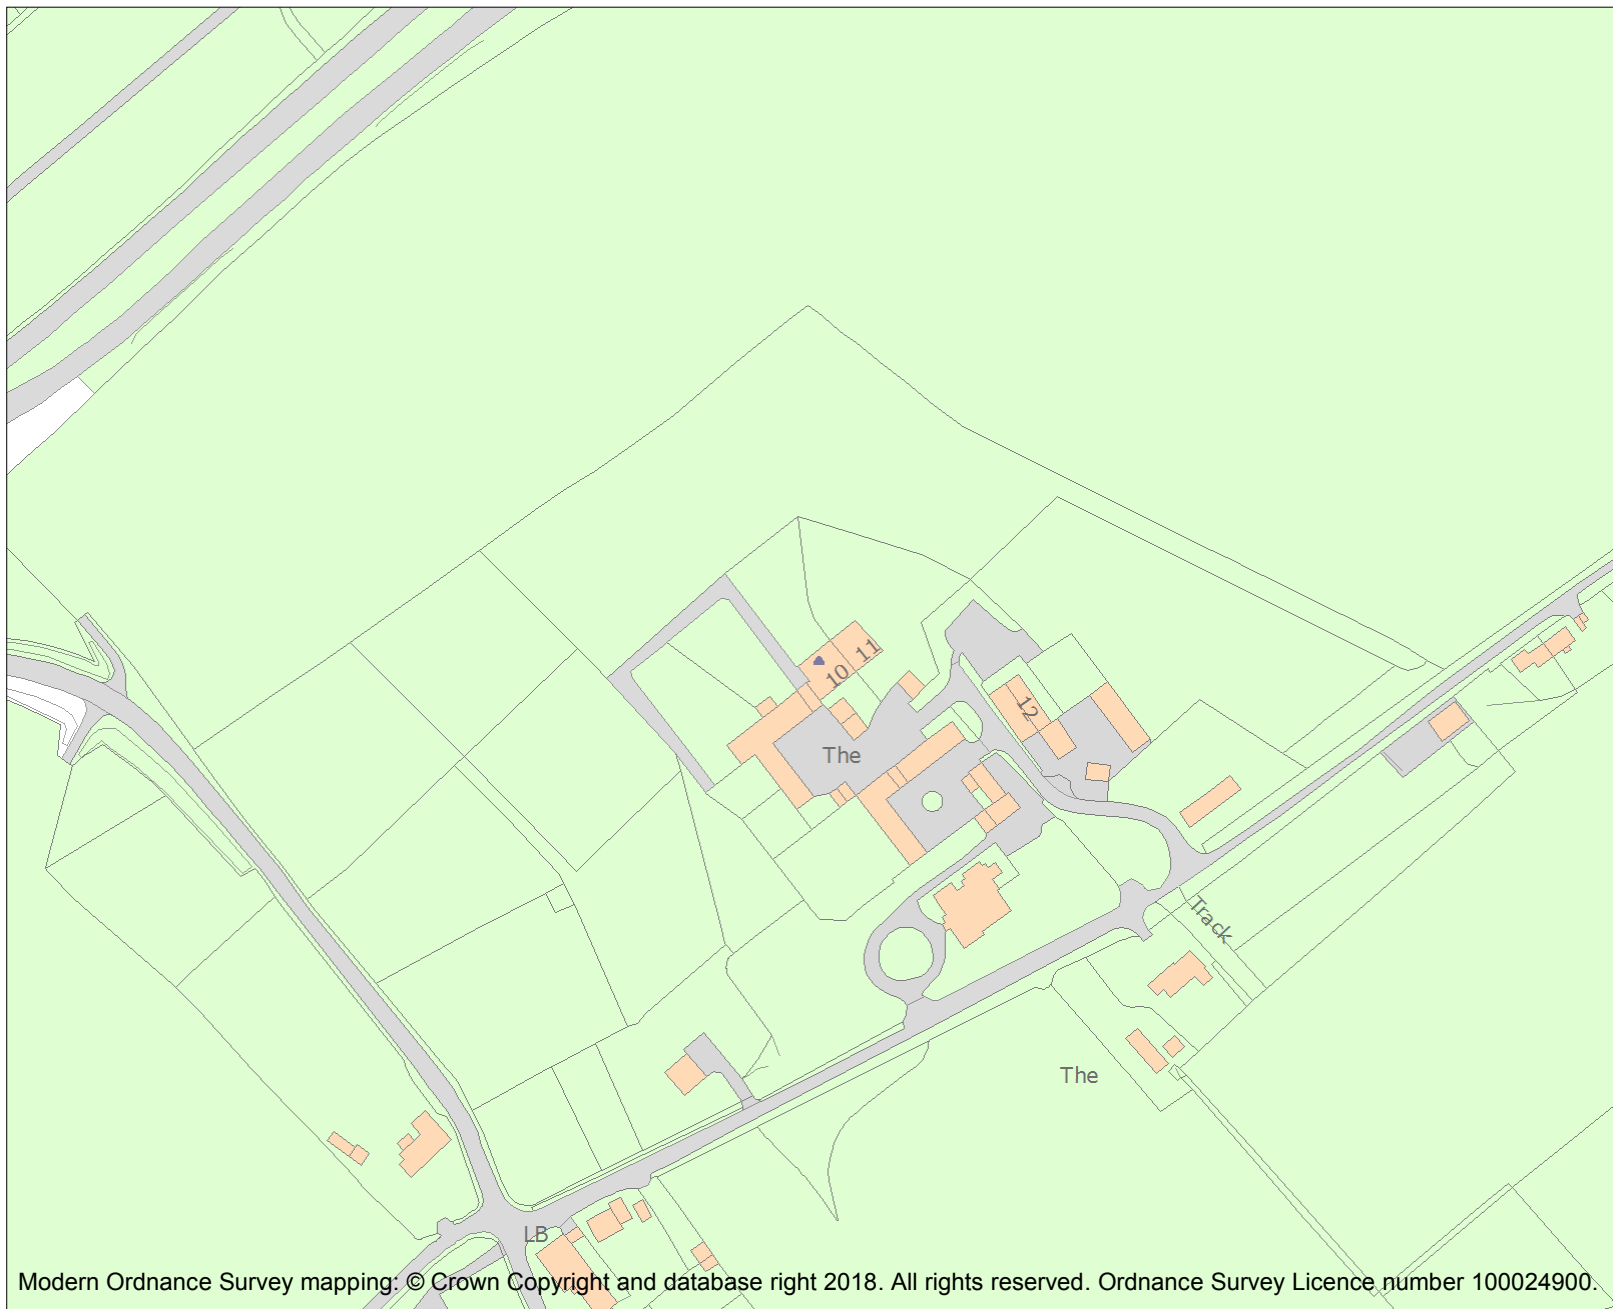 11
10
12
The
Track
The
LB
Modern Ordnance Survey mapping: © Crown Copyright and database right 2018. All rights reserved. Ordnance Survey Licence number 100024900.